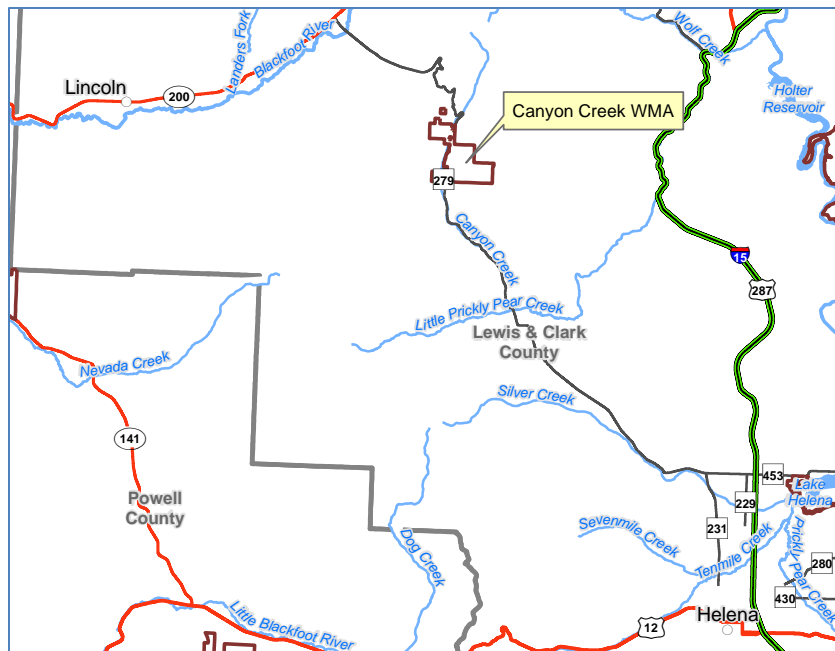 Wolf Creek
Landers Fork
Blackfoot River
Lincoln
200
Holter
Reservoir
Canyon Creek WMA
279
Canyon Creek
15
287
Little Prickly Pear Creek
Lewis & Clark
County
Nevada Creek
Silver Creek
141
453
Lake
Helena
Powell
County
229
231
Sevenmile Creek
Dog Creek
Tenmile Creek
Prickly Pear Creek
280
430
Little Blackfoot River
12
Helena